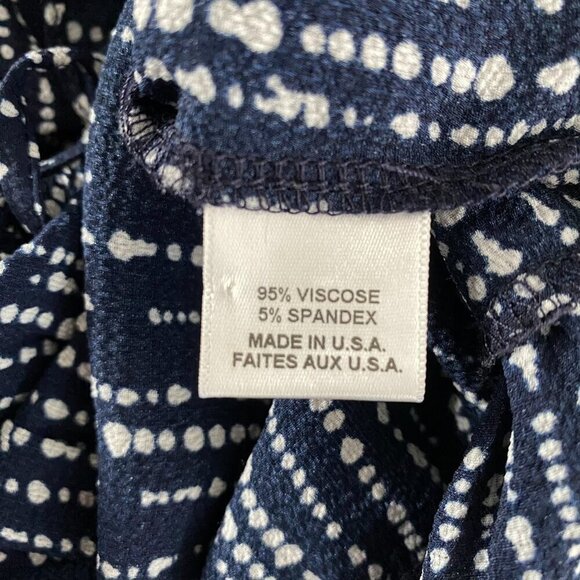 95% VISCOSE
5% SPANDEX
MADE IN U.S.A.
FAITES AUX U.S.A.